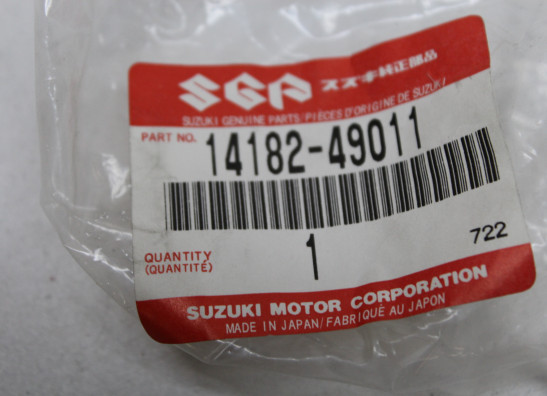 SGP スズキ純正部品
SUZUKI GENUINE PARTS/PIÈCES D'ORIGINE DE SUZUKI
PART NO. 14182-49011
QUANTITY
(QUANTITÉ)
1
722
SUZUKI MOTOR CORPORATION
MADE IN JAPAN/FABRIQUÉ AU JAPON